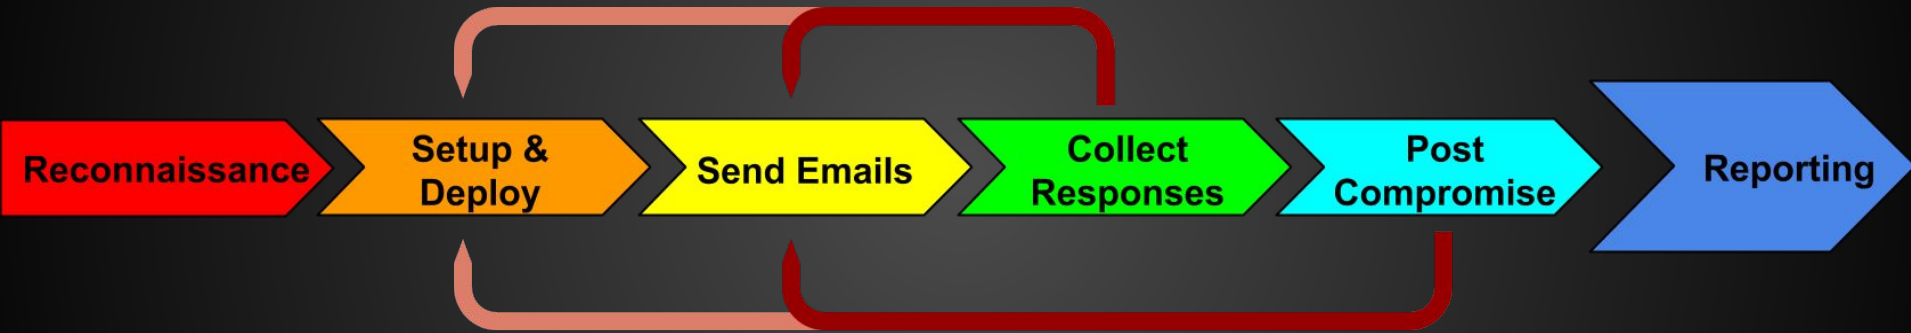 Reconnaissance
Setup &
Deploy
Send Emails
Collect
Responses
Post
Compromise
Reporting